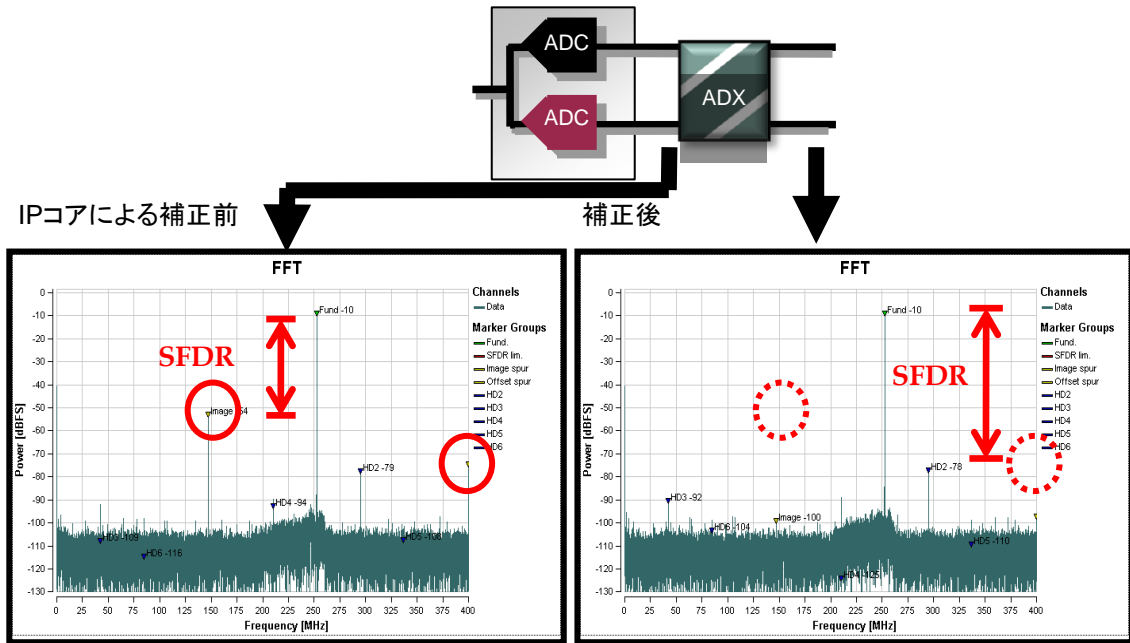 ADC
ADC
ADX
IPコアによる補正前
補正後
FFT
0
-10
-20
-30
-40
-50
-60
-70
-80
-90
-100
-110
-120
-130
Power [dBFS]
Fund -10
SFDR
Image -54
HD2 -79
HD4 -94
HD3 -109
HD6 -116
HD5 -108
0 25 50 75 100 125 150 175 200 225 250 275 300 325 350 375 400
Frequency [MHz]
Channels
Data
Marker Groups
Fund.
SFDR lim.
Image spur
Offset spur
HD2
HD3
HD4
HD5
HD6
FFT
0
-10
-20
-30
-40
-50
-60
-70
-80
-90
-100
-110
-120
-130
Power [dBFS]
Fund -10
SFDR
HD2 -78
HD3 -92
HD6 -104
Image -100
HD5 -110
HD4 -125
0 25 50 75 100 125 150 175 200 225 250 275 300 325 350 375 400
Frequency [MHz]
Channels
Data
Marker Groups
Fund.
SFDR lim.
Image spur
Offset spur
HD2
HD3
HD4
HD5
HD6